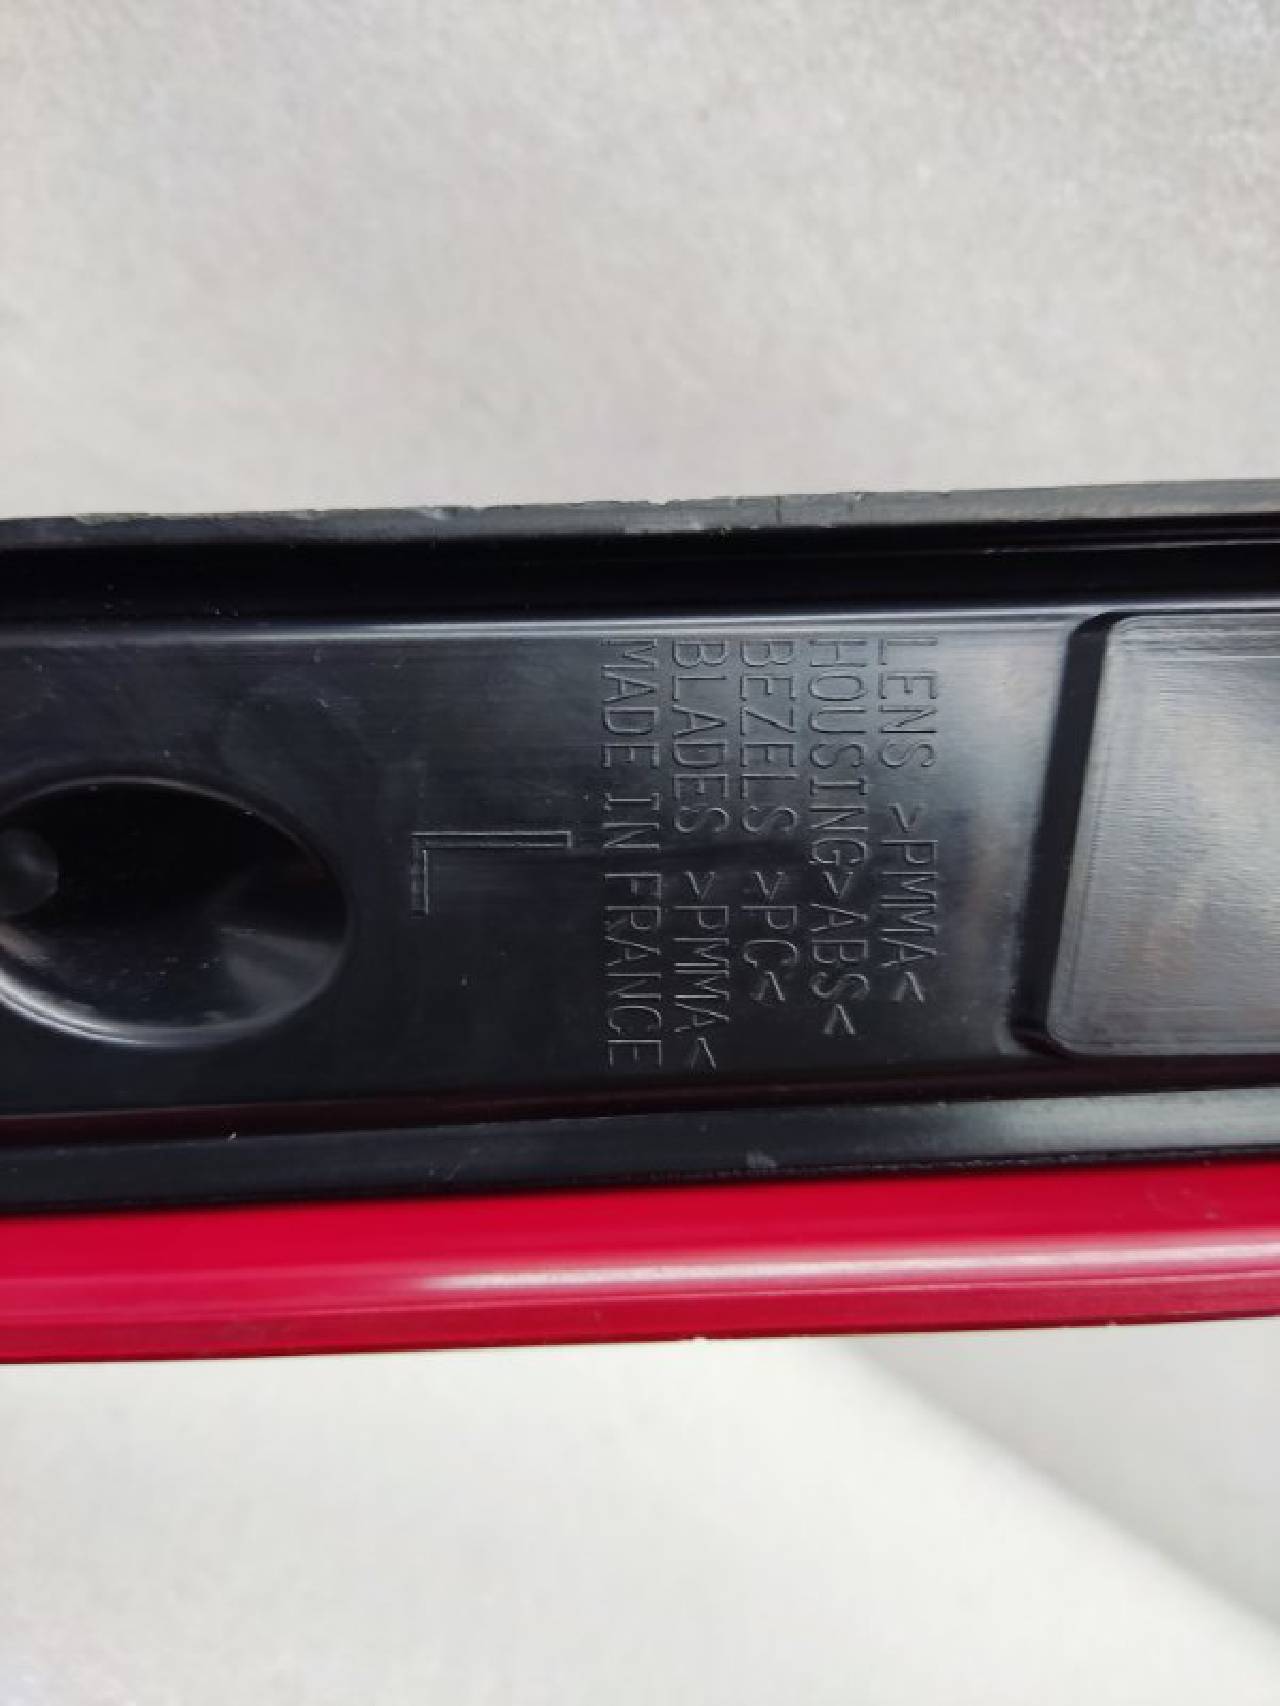 LENS >PMMA<
HOUSING>ABS<
BEZELS >PC<
BLADES >PMMA<
MADE IN FRANCE
L